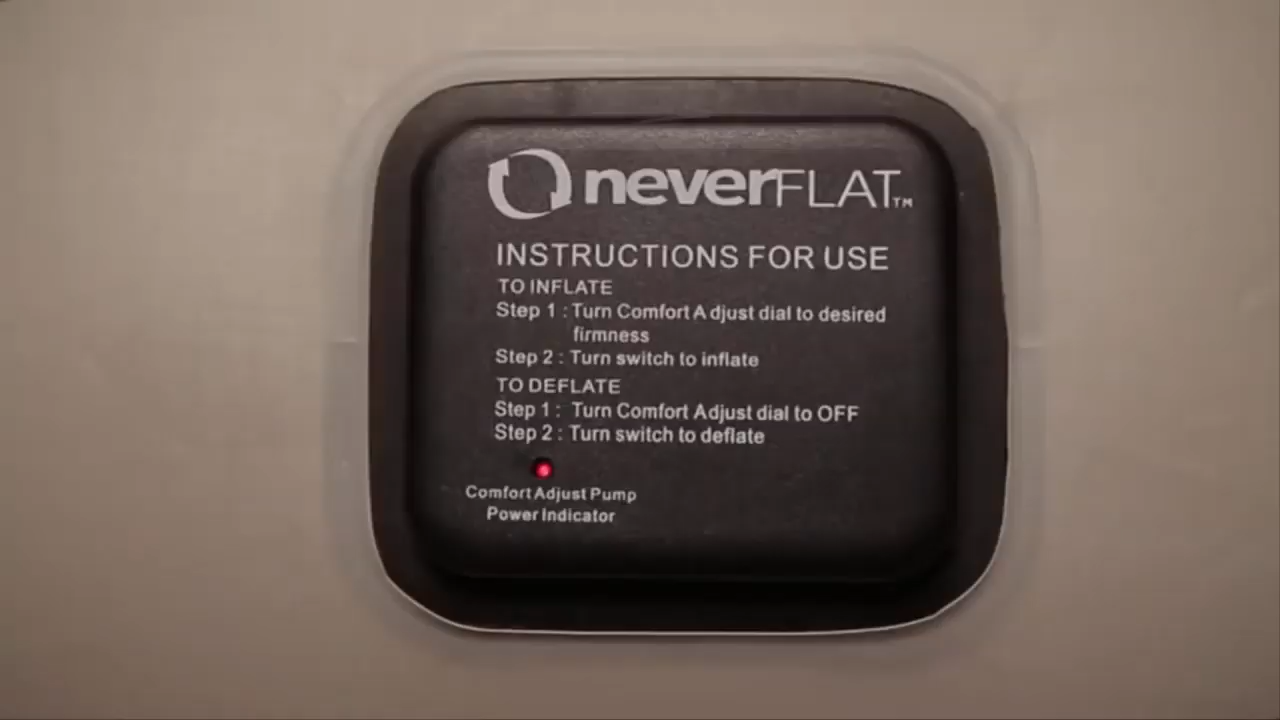 neverFLAT™
INSTRUCTIONS FOR USE
TO INFLATE
Step 1 : Turn Comfort A djust dial to desired
firmness
Step 2 : Turn switch to inflate
TO DEFLATE
Step 1 : Turn Comfort Adjust dial to OFF
Step 2 : Turn switch to deflate
Comfort Adjust Pump
Power Indicator